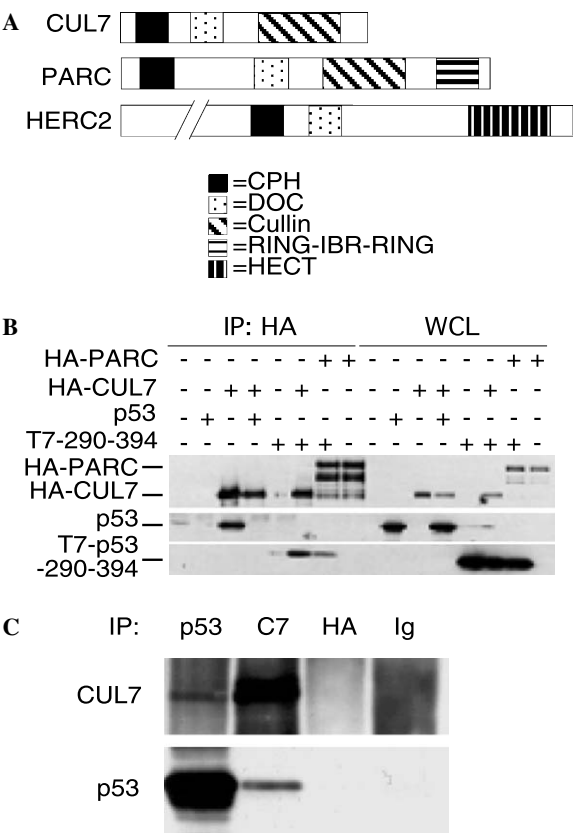 A
CUL7
PARC
HERC2
=CPH
=DOC
=Cullin
=RING-IBR-RING
=HECT
B
IP: HA WCL
HA-PARC - - - - - - + + - - - - - - + +
HA-CUL7 - - + + - + - - - - + + - + - -
p53 - + - + - - - - - + - + - - - -
T7-290-394 - - - - + + + - - - - - + + + -
HA-PARC
HA-CUL7
p53
T7-p53
-290-394
C
IP: p53 C7 HA Ig
CUL7
p53